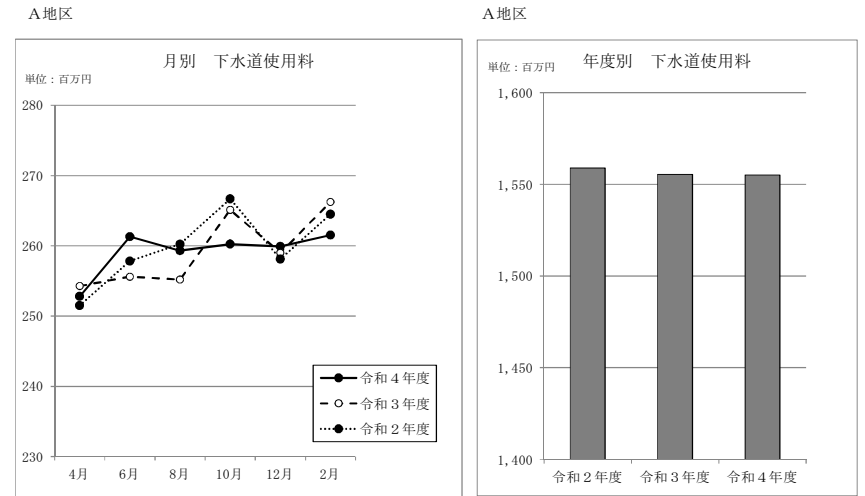 A地区
月別　下水道使用料
単位：百万円
280
270
260
250
240
230
4月 6月 8月 10月 12月 2月
令和４年度
令和３年度
令和２年度
A地区
年度別　下水道使用料
単位：百万円
1,600
1,550
1,500
1,450
1,400
令和２年度 令和３年度 令和４年度